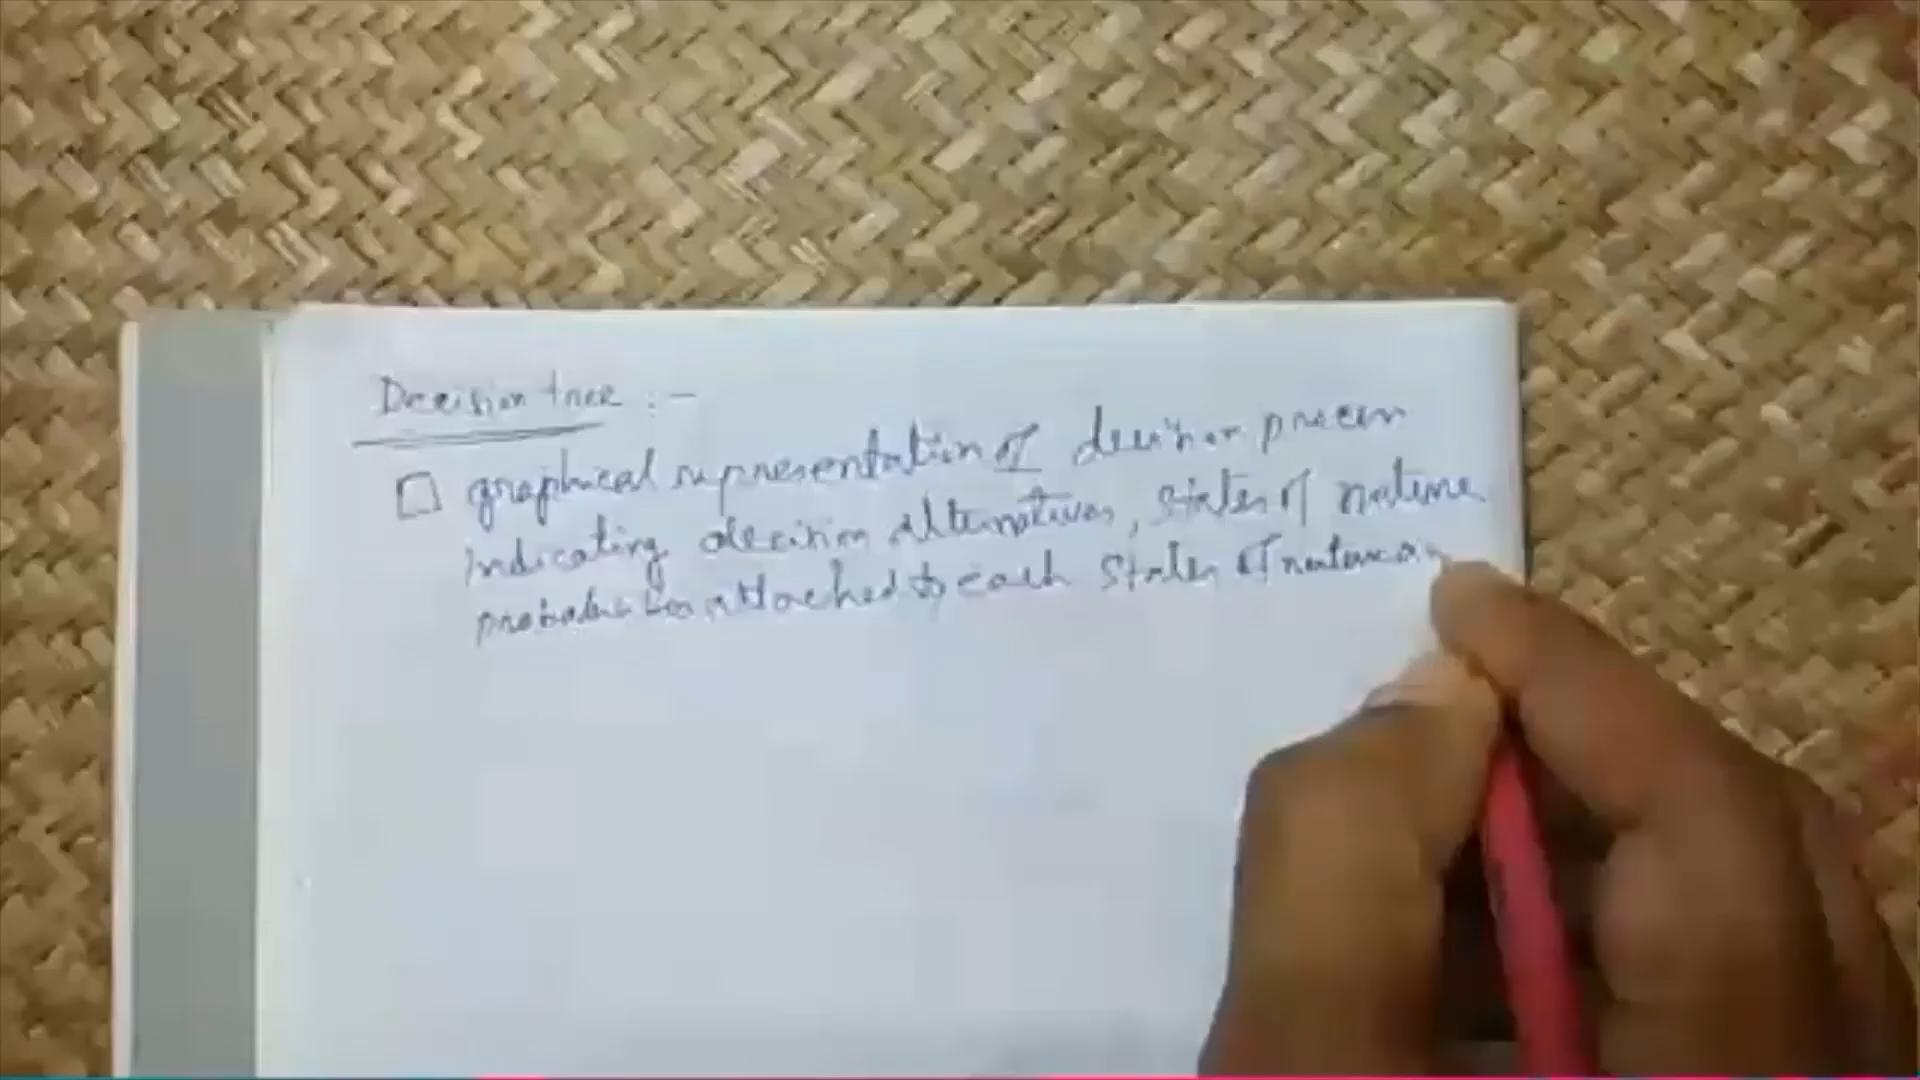 Decision tree :-
□ graphical representation of decision process
indicating decision alternatives, states of nature
probabilities attached to each states of nature